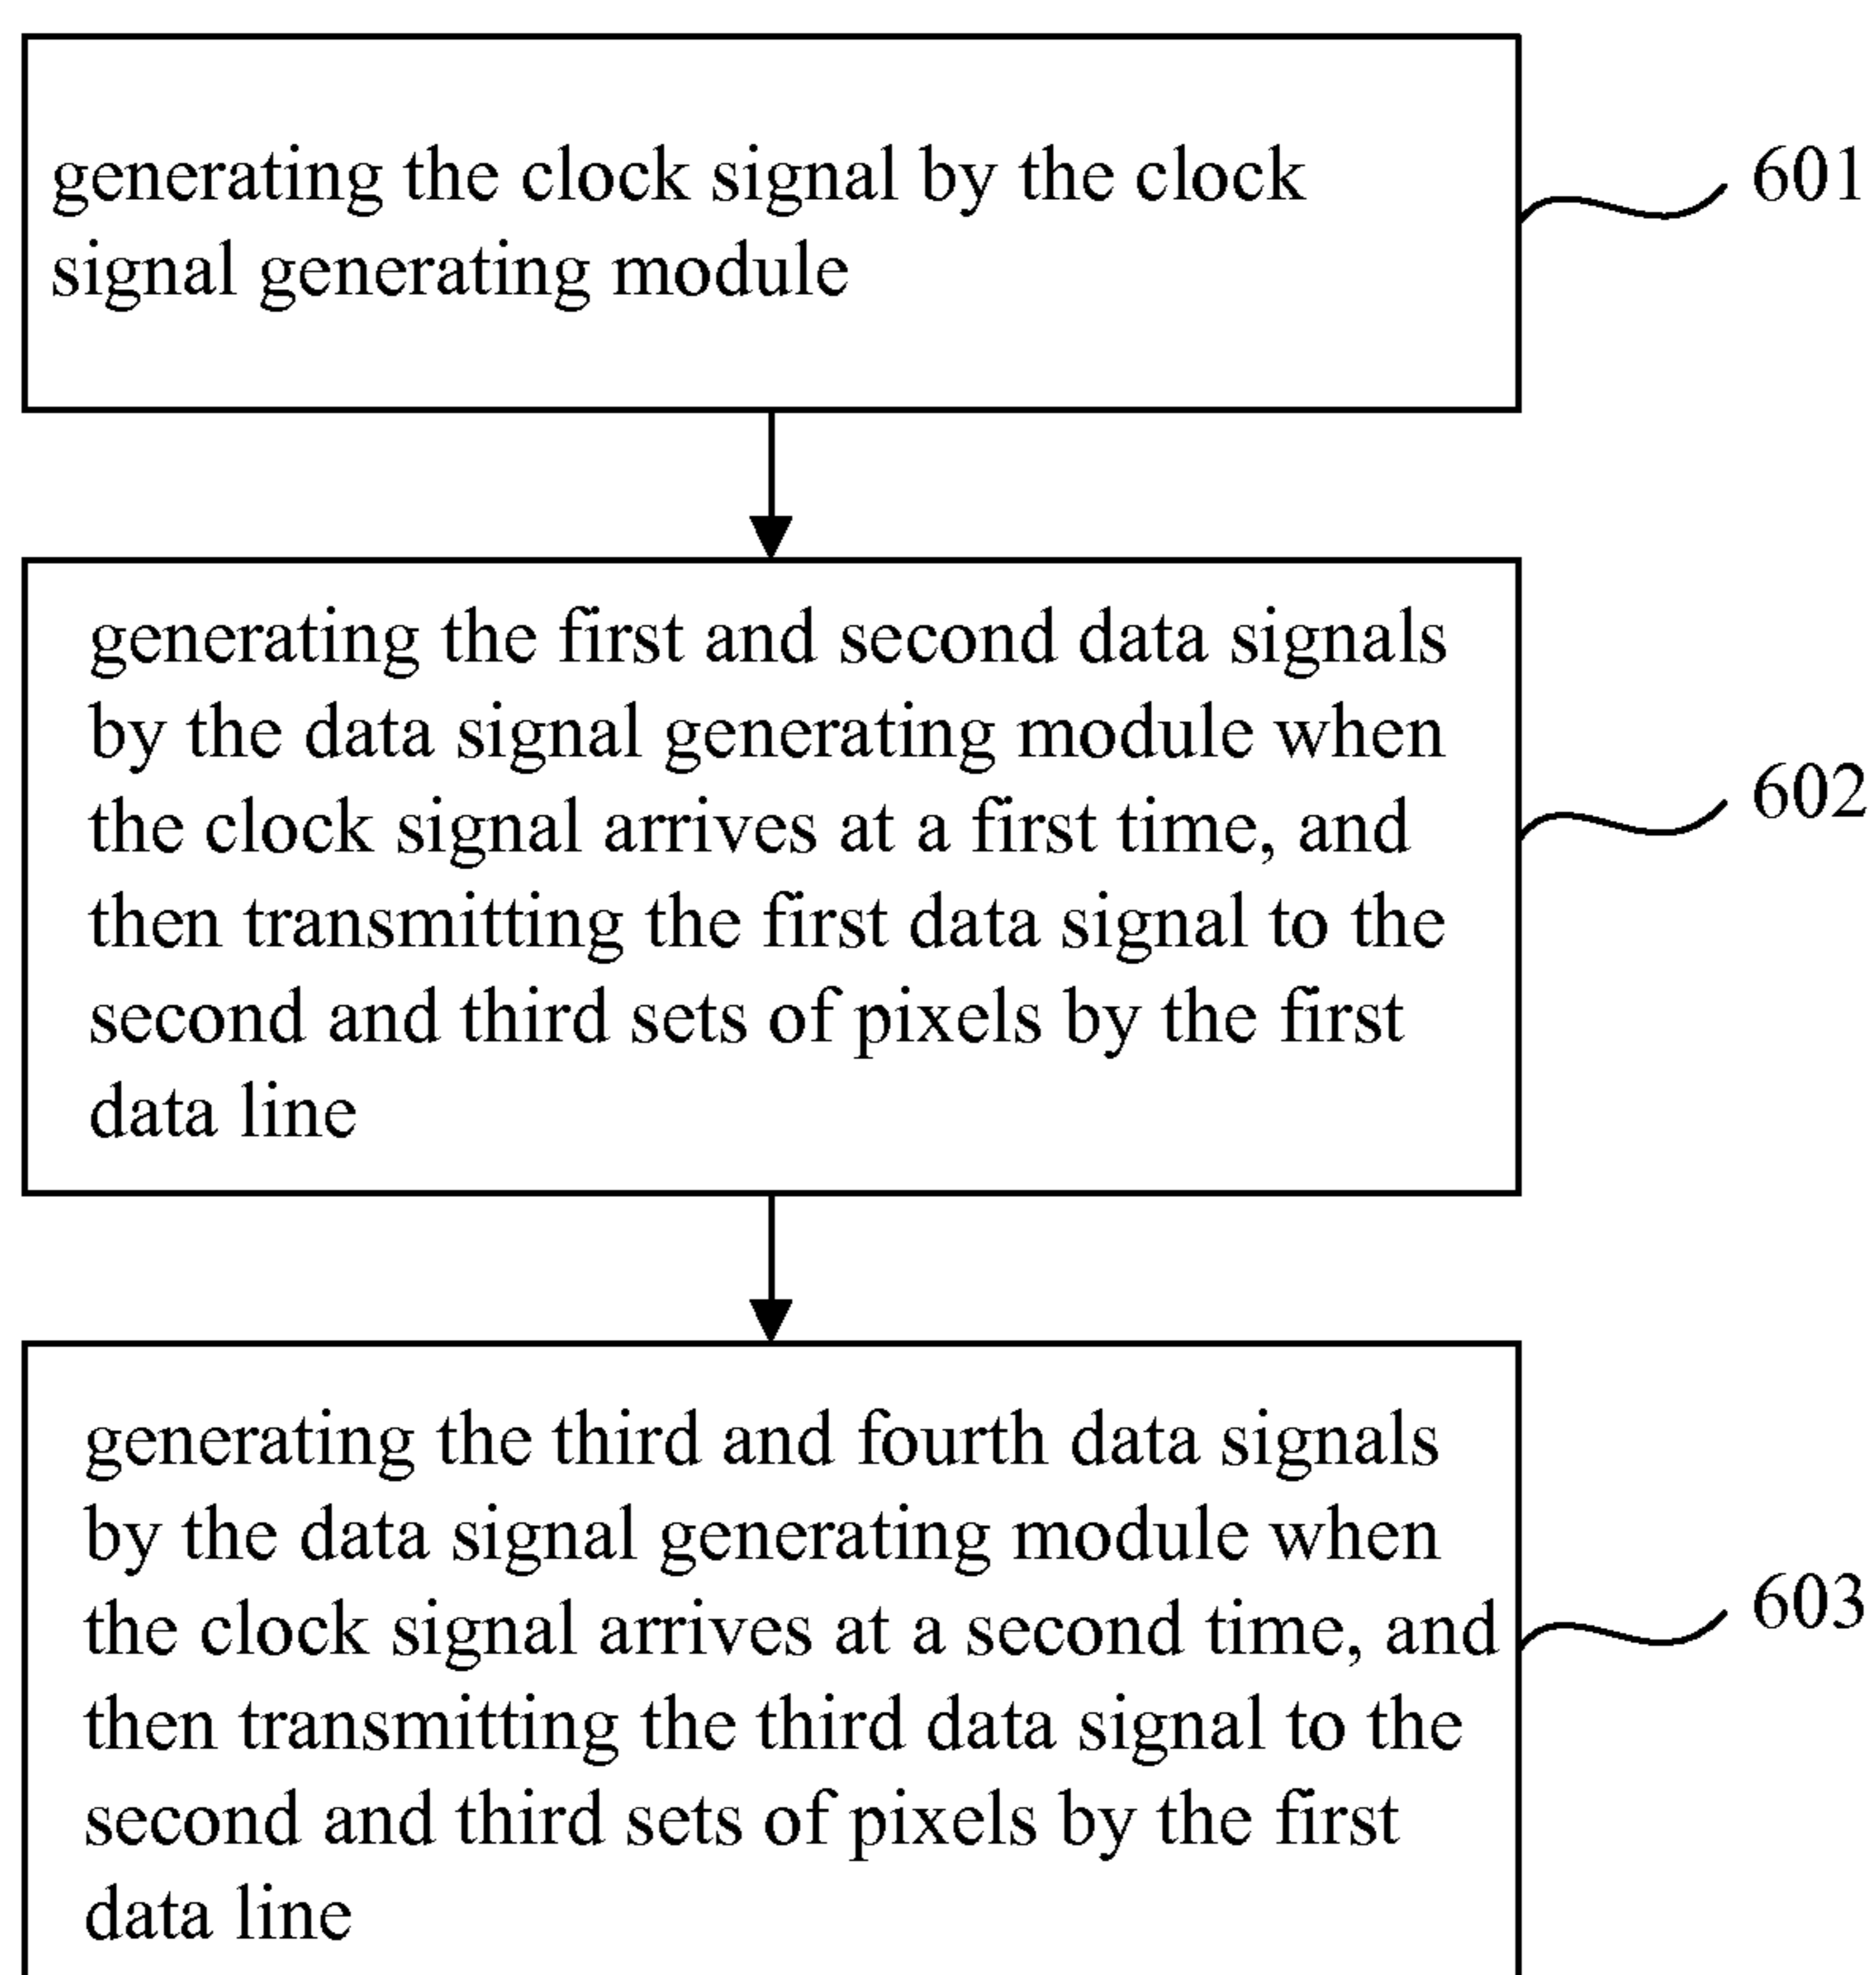 generating the clock signal by the clock
signal generating module
601
generating the first and second data signals
by the data signal generating module when
the clock signal arrives at a first time, and
then transmitting the first data signal to the
second and third sets of pixels by the first
data line
602
generating the third and fourth data signals
by the data signal generating module when
the clock signal arrives at a second time, and
then transmitting the third data signal to the
second and third sets of pixels by the first
data line
603